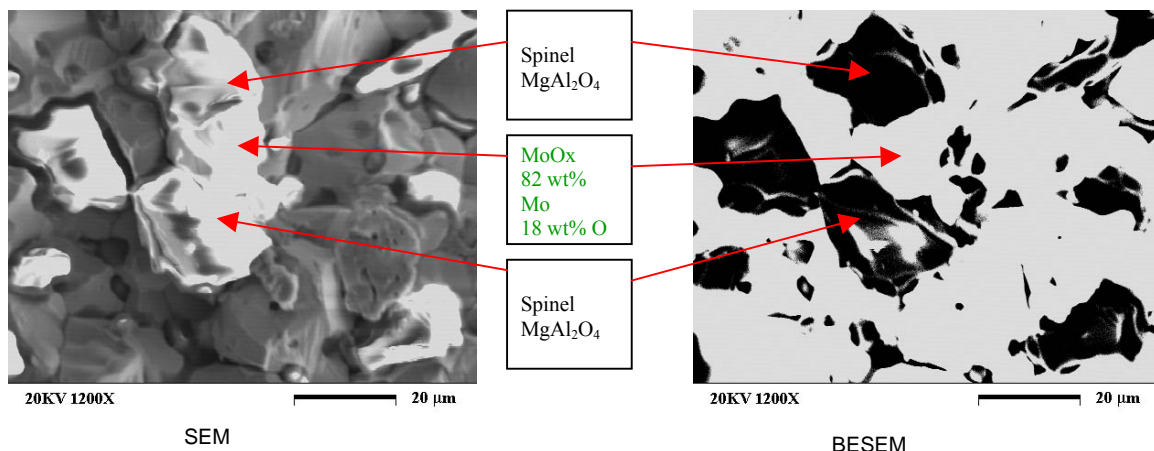 Spinel
MgAl₂O₄
MoOx
82 wt%
Mo
18 wt% O
Spinel
MgAl₂O₄
20KV 1200X 20 μm
20KV 1200X 20 μm
SEM
BESEM